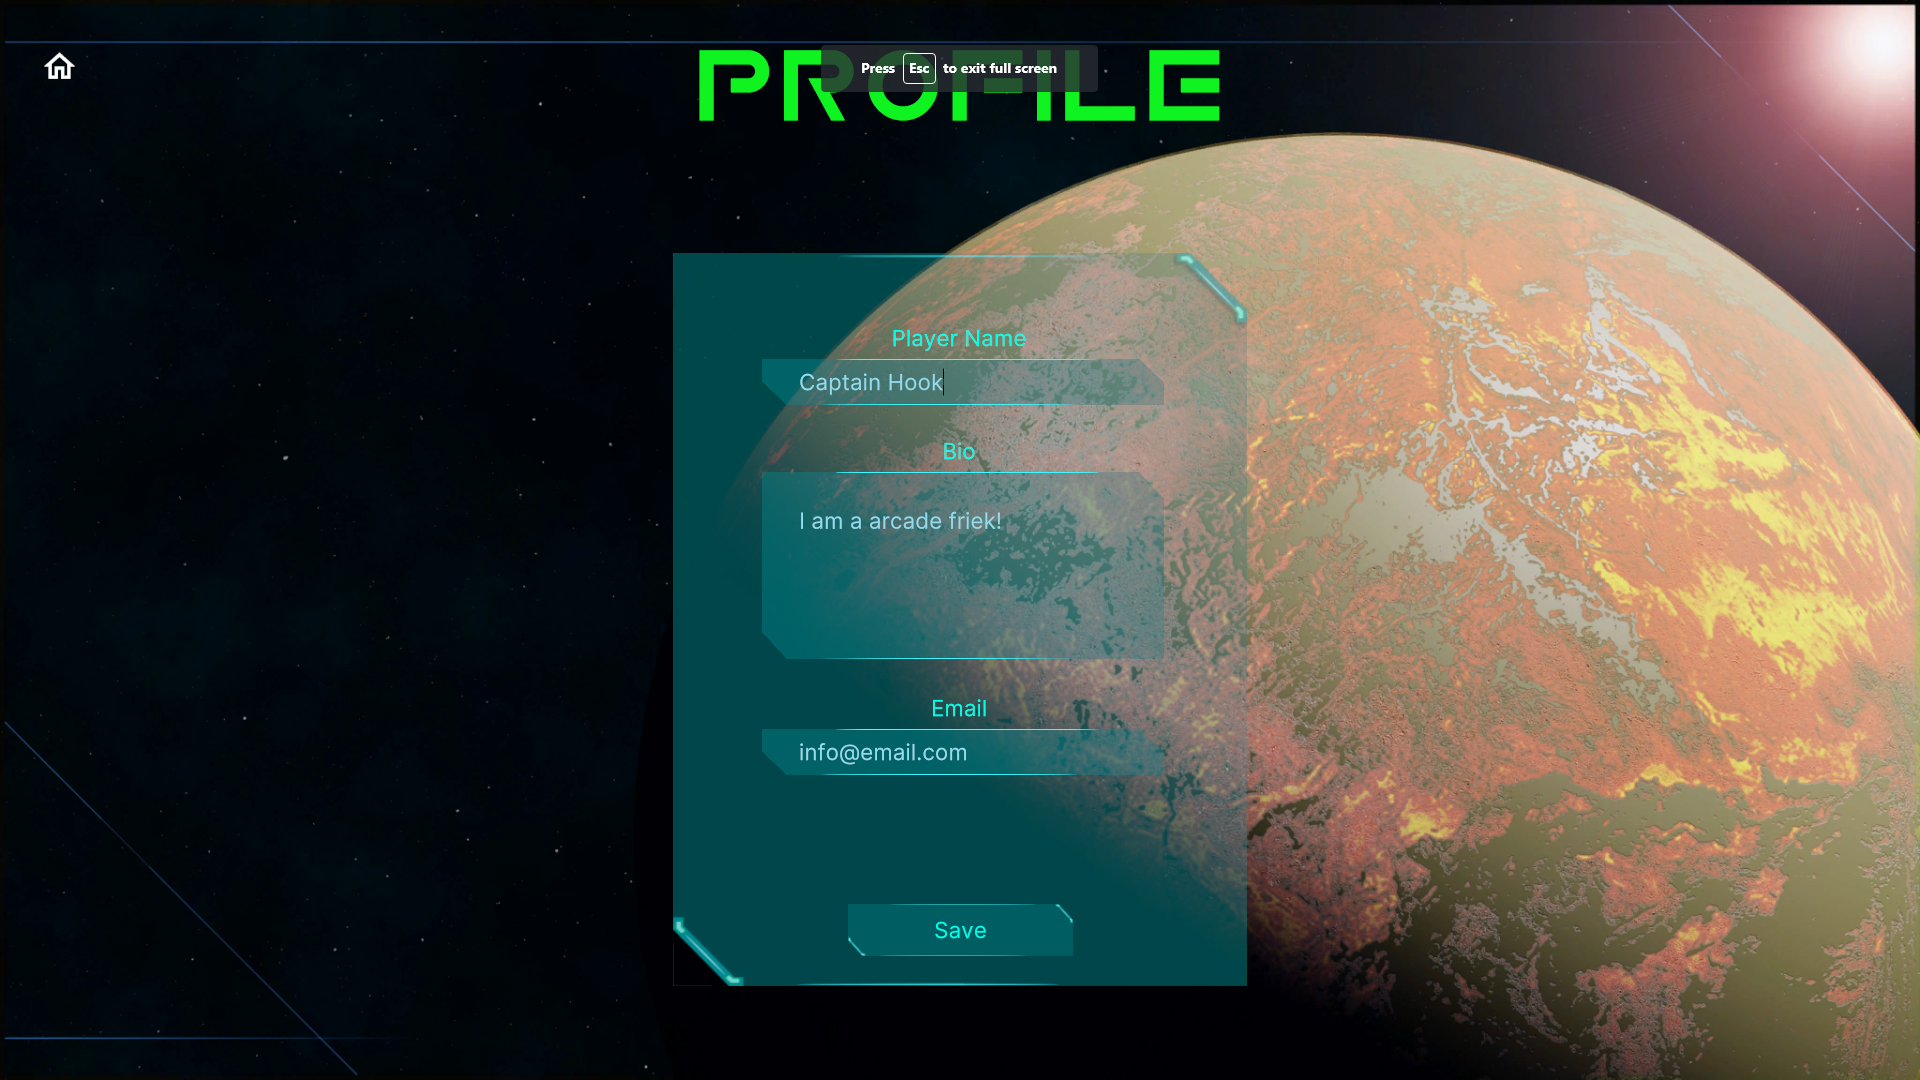 PROFILE
Press Esc to exit full screen
Player Name
Captain Hook
Bio
I am a arcade friek!
Email
info@email.com
Save